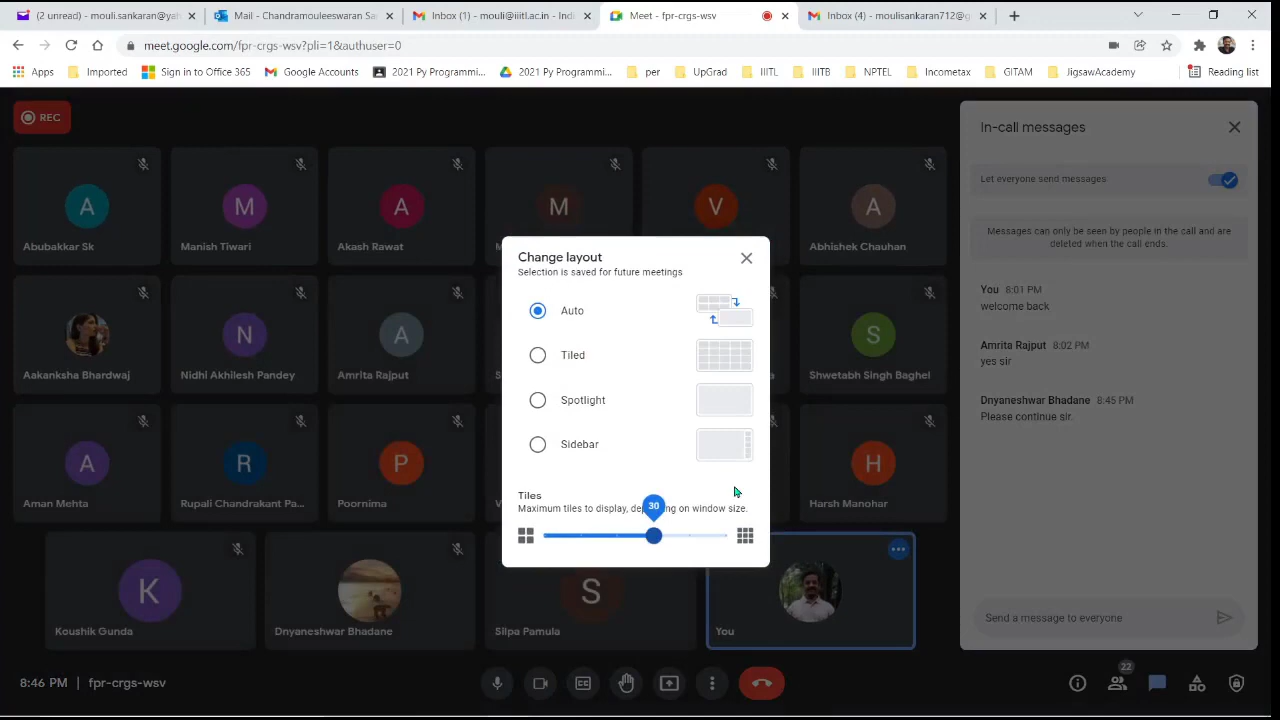 (2 unread) - mouli.sankaran@yah
Mail - Chandramouleeswaran Sa
Inbox (1) - mouli@iiitl.ac.in - Indi
Meet - fpr-crgs-wsv
Inbox (4) - moulisankaran712@g
meet.google.com/fpr-crgs-wsv?pli=1&authuser=0
Apps
Imported
Sign in to Office 365
Google Accounts
2021 Py Programmi...
2021 Py Programmi...
per
UpGrad
IIITL
IIITB
NPTEL
Incometax
GITAM
JigsawAcademy
Reading list
REC
In-call messages
Let everyone send messages
Messages can only be seen by people in the call and are
deleted when the call ends.
You 8:01 PM
welcome back
Amrita Rajput 8:02 PM
yes sir
Dnyaneshwar Bhadane 8:45 PM
Please continue sir.
Send a message to everyone
A
Abubakkar Sk
M
Manish Tiwari
A
Akash Rawat
M
V
A
Abhishek Chauhan
Aakanksha Bhardwaj
N
Nidhi Akhilesh Pandey
A
Amrita Rajput
S
Shwetabh Singh Baghel
A
Aman Mehta
R
Rupali Chandrakant Pa...
P
Poornima
H
Harsh Manohar
K
Koushik Gunda
Dnyaneshwar Bhadane
S
Silpa Pamula
You
Change layout
Selection is saved for future meetings
Auto
Tiled
Spotlight
Sidebar
Tiles
Maximum tiles to display, de on window size.
30
8:46 PM | fpr-crgs-wsv
22